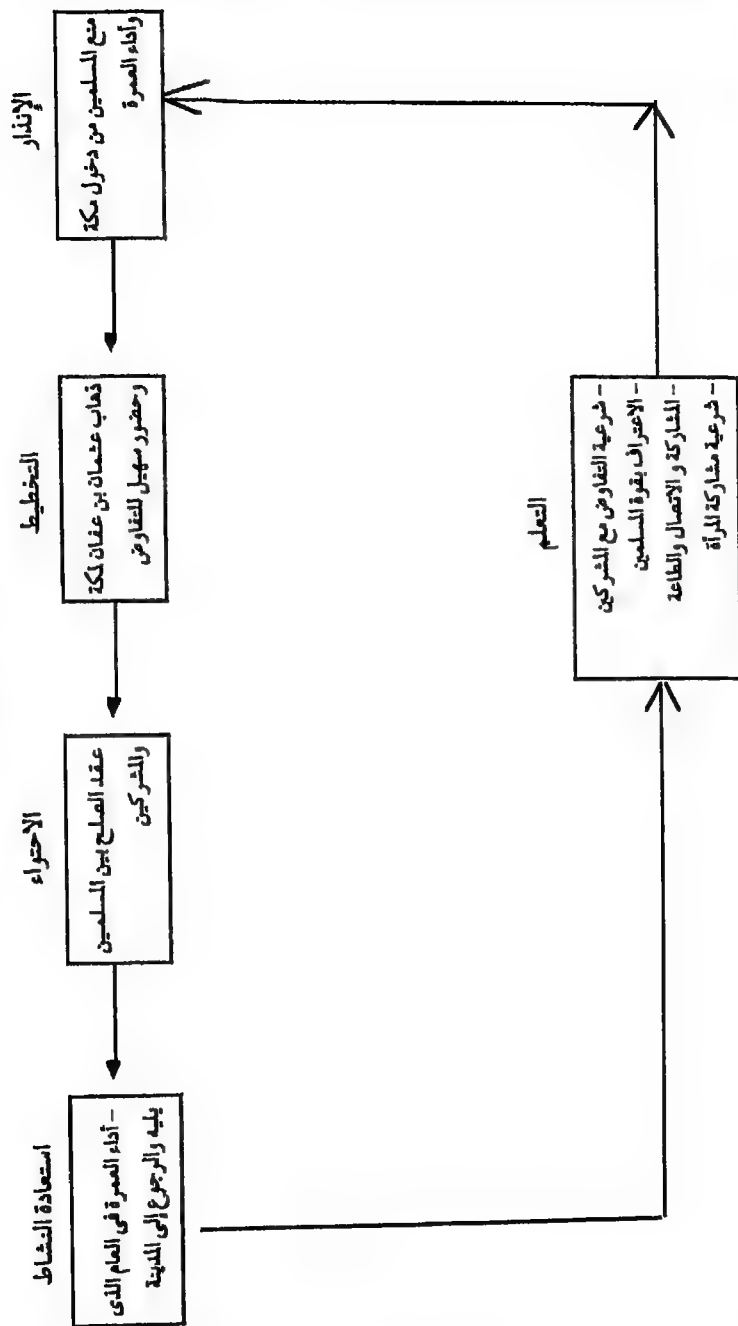 الإنذار
منع المسلمين من دخول مكة
وأداء العمرة
التخطيط
ذهاب عثمان بن عفان لمكة
وحضور سهيل للتفاوض
الاحتواء
عقد الصلح بين المسلمين
والمشركين
استعادة النشاط
- أداء العمرة فى العام الذى
يليه والرجوع إلى المدينة
التعلم
- شرعية التفاوض مع المشركين
- الاعتراف بقوة المسلمين
- المشاركة والاتصال والطاعة
- شرعية مشاركة المرأة